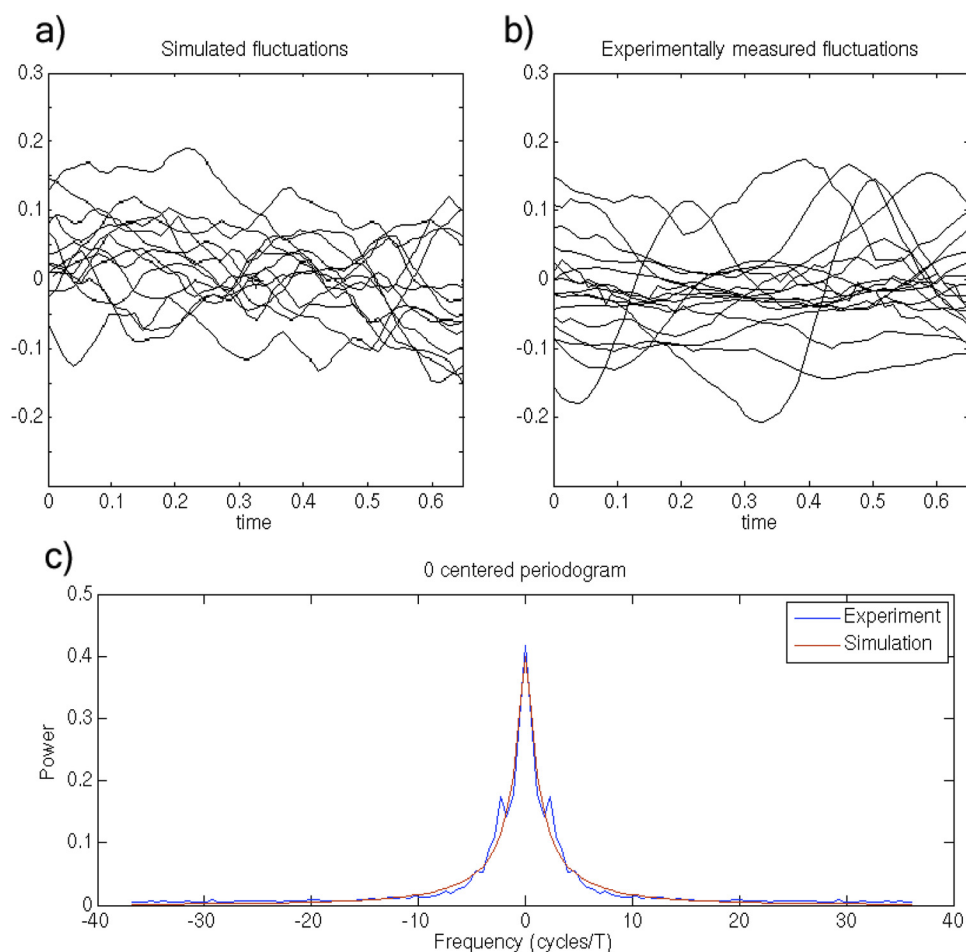 a)
Simulated fluctuations
0.3
0.2
0.1
0
-0.1
-0.2
0 0.1 0.2 0.3 0.4 0.5 0.6
time
b)
Experimentally measured fluctuations
0.3
0.2
0.1
0
-0.1
-0.2
0 0.1 0.2 0.3 0.4 0.5 0.6
time
c)
0 centered periodogram
Power
0.5
0.4
0.3
0.2
0.1
0
-40 -30 -20 -10 0 10 20 30 40
Frequency (cycles/T)
Experiment
Simulation